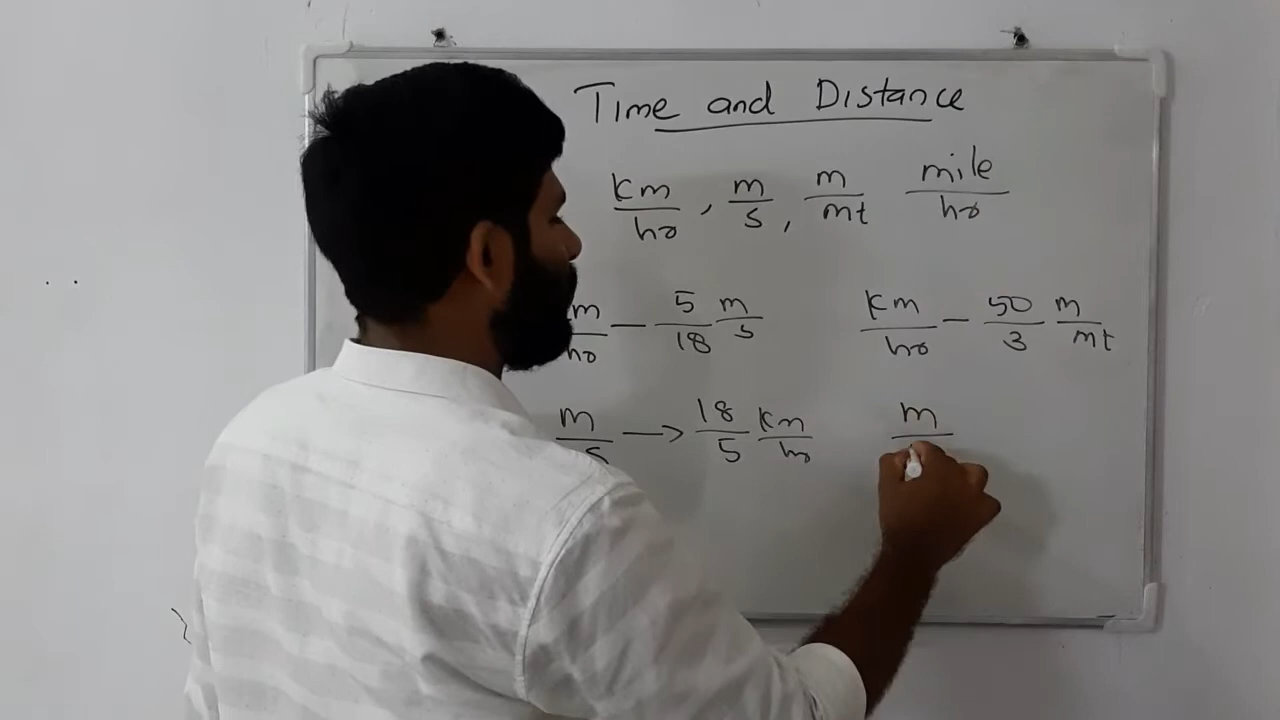 Time and Distance
km/hr, m/s, m/mt mile/hr
m/hr — 5/18 m/s km/hr — 50/3 m/mt
m/s → 18/5 km/hr m